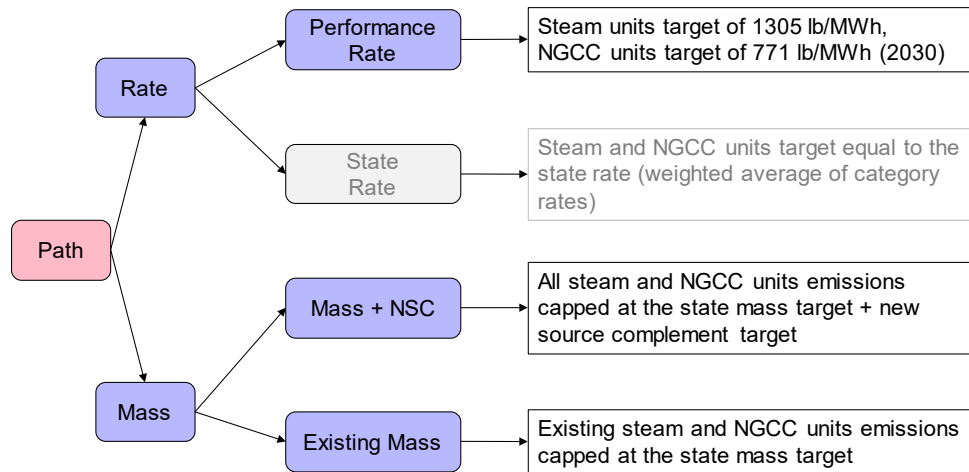 Performance
Rate
Steam units target of 1305 lb/MWh,
NGCC units target of 771 lb/MWh (2030)
Rate
State
Rate
Steam and NGCC units target equal to the
state rate (weighted average of category
rates)
Path
Mass + NSC
All steam and NGCC units emissions
capped at the state mass target + new
source complement target
Mass
Existing Mass
Existing steam and NGCC units emissions
capped at the state mass target